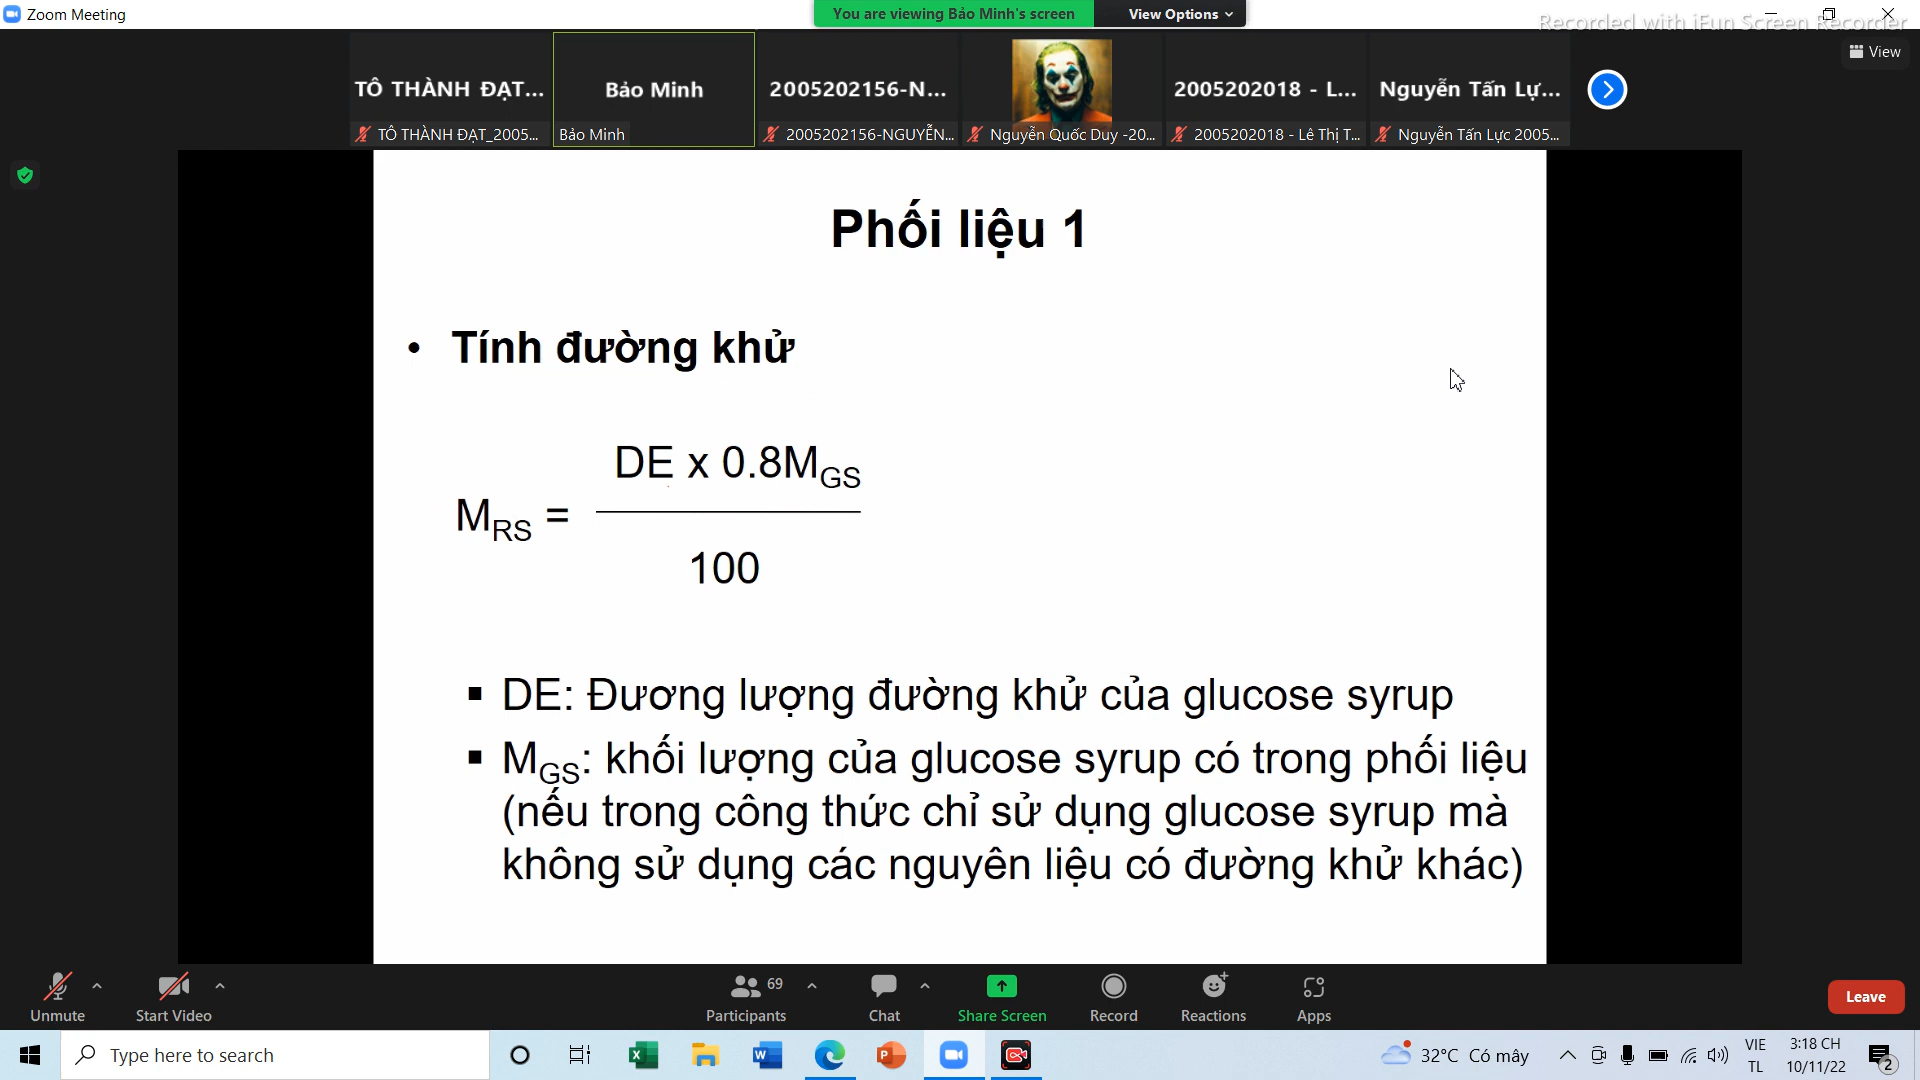 Zoom Meeting
You are viewing Bảo Minh's screen
View Options
Recorded with iFun Screen Recorder
View
TÔ THÀNH ĐẠT...
Bảo Minh
2005202156-N...
2005202018 - L...
Nguyễn Tấn Lự...
TÔ THÀNH ĐẠT_2005...
Bảo Minh
2005202156-NGUYỄN...
Nguyễn Quốc Duy -20...
2005202018 - Lê Thị T...
Nguyễn Tấn Lực 2005...
Phối liệu 1
• Tính đường khử
DE x 0.8MGS
MRS =
100
▪ DE: Đương lượng đường khử của glucose syrup
▪ MGS: khối lượng của glucose syrup có trong phối liệu
(nếu trong công thức chỉ sử dụng glucose syrup mà
không sử dụng các nguyên liệu có đường khử khác)
69
Unmute
Start Video
Participants
Chat
Share Screen
Record
Reactions
Apps
Leave
Type here to search
32°C Có mây
VIE
TL
3:18 CH
10/11/22
2